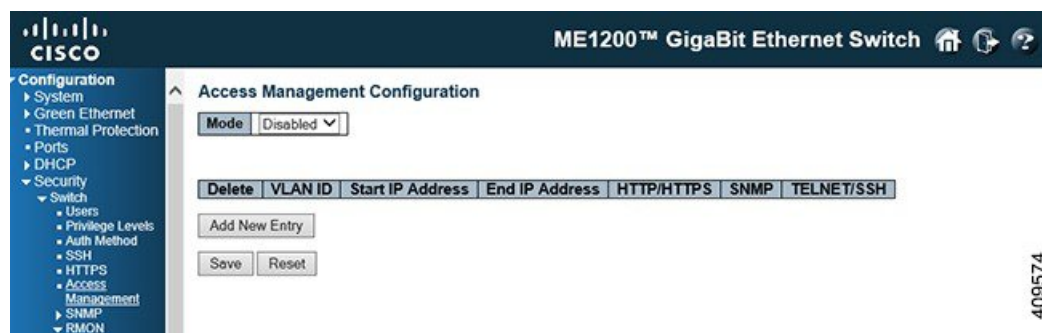 CISCO
ME1200™ GigaBit Ethernet Switch
Configuration
System
Green Ethernet
Thermal Protection
Ports
DHCP
Security
Switch
Users
Privilege Levels
Auth Method
SSH
HTTPS
Access
Management
SNMP
RMON
Access Management Configuration
Mode Disabled
Delete VLAN ID Start IP Address End IP Address HTTP/HTTPS SNMP TELNET/SSH
Add New Entry
Save Reset
409574